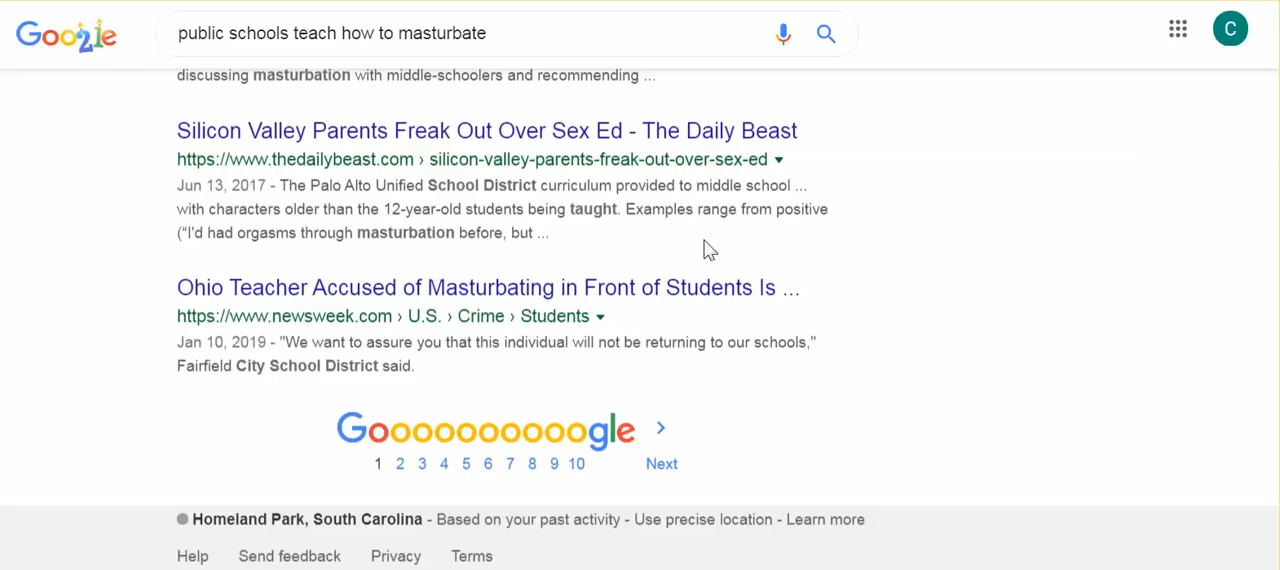 Goo21e
public schools teach how to masturbate
C
discussing masturbation with middle-schoolers and recommending ...
Silicon Valley Parents Freak Out Over Sex Ed - The Daily Beast
https://www.thedailybeast.com › silicon-valley-parents-freak-out-over-sex-ed
Jun 13, 2017 - The Palo Alto Unified School District curriculum provided to middle school ...
with characters older than the 12-year-old students being taught. Examples range from positive
(“I'd had orgasms through masturbation before, but ...
Ohio Teacher Accused of Masturbating in Front of Students Is ...
https://www.newsweek.com › U.S. › Crime › Students
Jan 10, 2019 - "We want to assure you that this individual will not be returning to our schools,"
Fairfield City School District said.
Goooooooooogle >
1 2 3 4 5 6 7 8 9 10 Next
Homeland Park, South Carolina - Based on your past activity - Use precise location - Learn more
Help Send feedback Privacy Terms